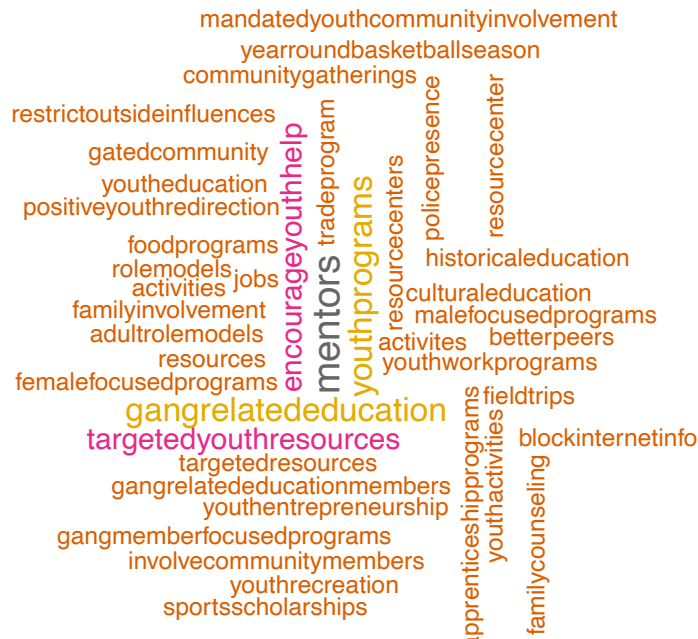 mandatedyouthcommunityinvolvement
yearroundbasketballseason
communitygatherings
restrictoutsideinfluences
gatedcommunity
youtheducation
positiveyouthredirection
foodprograms
rolemodels
activities
jobs
familyinvolvement
adultrolemodels
resources
femalefocusedprograms
encourageyouthhelp
mentors
tradeprogram
youthprograms
resourcecenters
policepresence
resourcecenter
historicaleducation
culturaleducation
malefocusedprograms
activites
betterpeers
youthworkprograms
gangrelatededucation
targetedyouthresources
fieldtrips
blockinternetinfo
targetedresources
gangrelatededucationmembers
youthentrepreneurship
gangmemberfocusedprograms
involvecommunitymembers
youthrecreation
sportsscholarships
apprenticeshipprograms
youthactivities
familycounseling